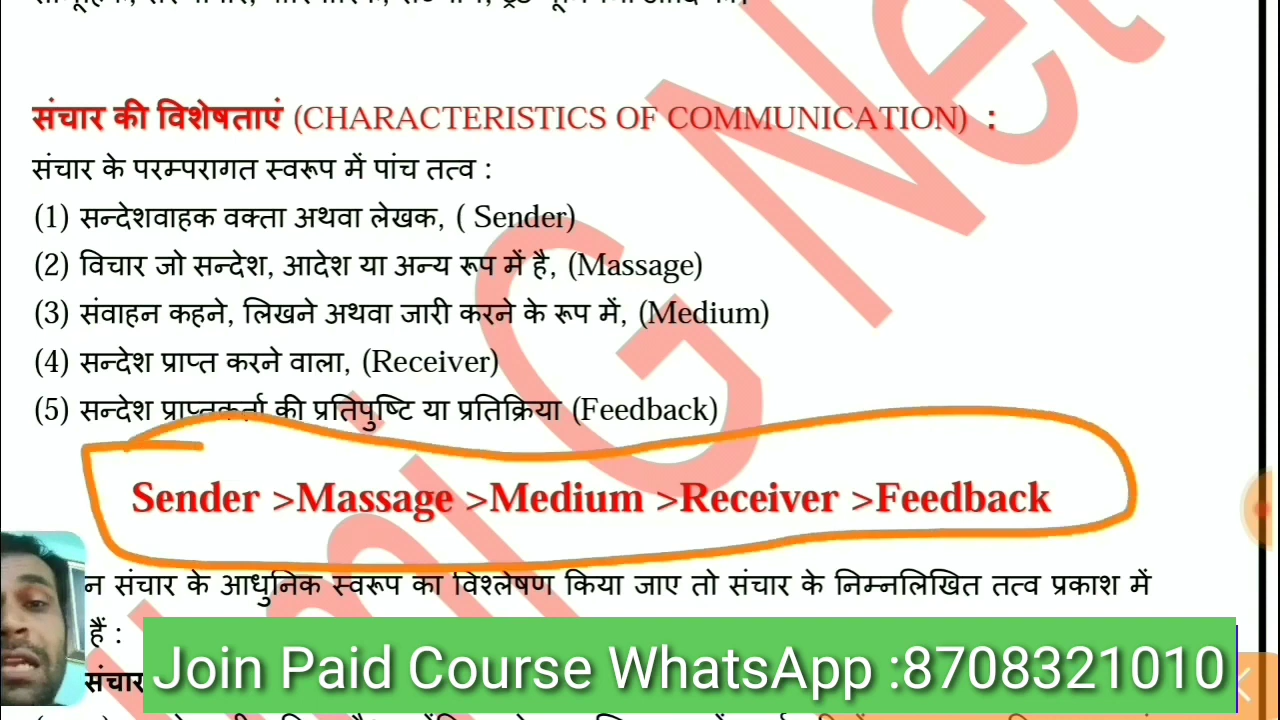 संचार की विशेषताएं (CHARACTERISTICS OF COMMUNICATION) :
संचार के परम्परागत स्वरूप में पांच तत्व :
(1) सन्देशवाहक वक्ता अथवा लेखक, ( Sender)
(2) विचार जो सन्देश, आदेश या अन्य रूप में है, (Massage)
(3) संवाहन कहने, लिखने अथवा जारी करने के रूप में, (Medium)
(4) सन्देश प्राप्त करने वाला, (Receiver)
(5) सन्देश प्राप्तकर्ता की प्रतिपुष्टि या प्रतिक्रिया (Feedback)
Sender >Massage >Medium >Receiver >Feedback
न संचार के आधुनिक स्वरूप का विश्लेषण किया जाए तो संचार के निम्नलिखित तत्व प्रकाश में
हैं :
Join Paid Course WhatsApp :8708321010
संचार
G Net